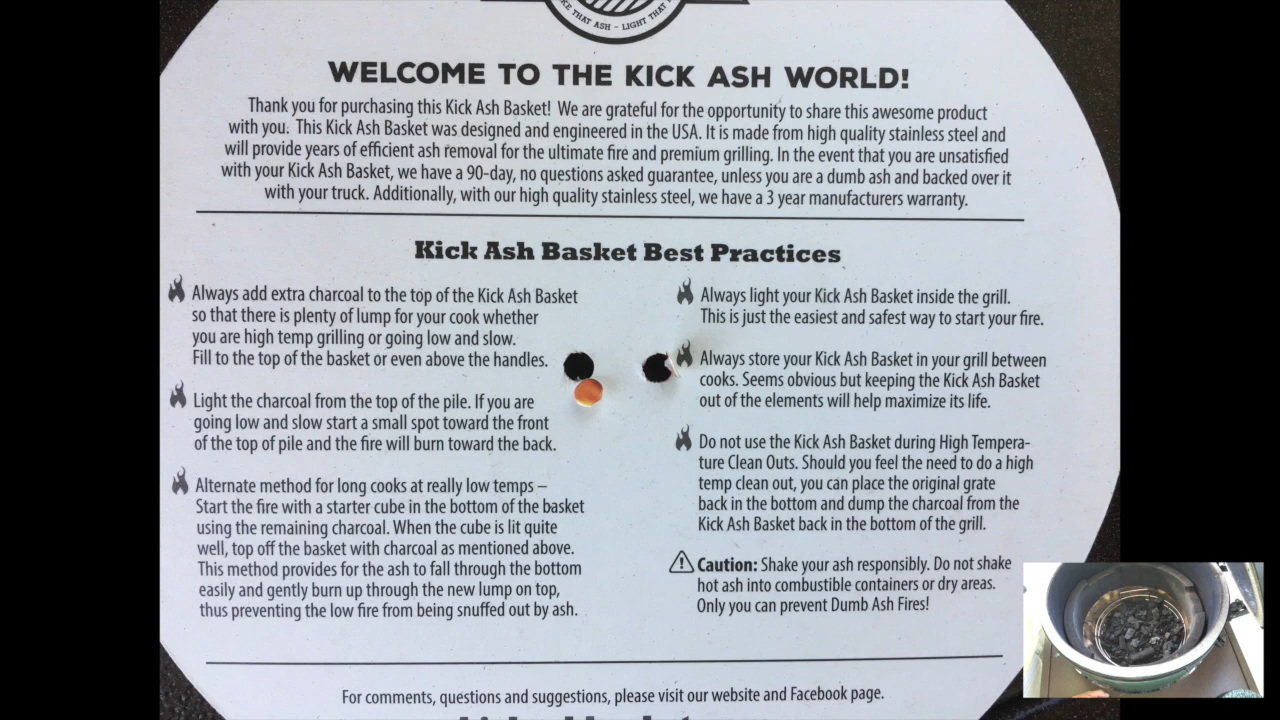 KE THAT ASH – LIGHT THAT
WELCOME TO THE KICK ASH WORLD!
Thank you for purchasing this Kick Ash Basket! We are grateful for the opportunity to share this awesome product
with you. This Kick Ash Basket was designed and engineered in the USA. It is made from high quality stainless steel and
will provide years of efficient ash removal for the ultimate fire and premium grilling. In the event that you are unsatisfied
with your Kick Ash Basket, we have a 90-day, no questions asked guarantee, unless you are a dumb ash and backed over it
with your truck. Additionally, with our high quality stainless steel, we have a 3 year manufacturers warranty.
Kick Ash Basket Best Practices
Always add extra charcoal to the top of the Kick Ash Basket
so that there is plenty of lump for your cook whether
you are high temp grilling or going low and slow.
Fill to the top of the basket or even above the handles.
Light the charcoal from the top of the pile. If you are
going low and slow start a small spot toward the front
of the top of pile and the fire will burn toward the back.
Alternate method for long cooks at really low temps –
Start the fire with a starter cube in the bottom of the basket
using the remaining charcoal. When the cube is lit quite
well, top off the basket with charcoal as mentioned above.
This method provides for the ash to fall through the bottom
easily and gently burn up through the new lump on top,
thus preventing the low fire from being snuffed out by ash.
Always light your Kick Ash Basket inside the grill.
This is just the easiest and safest way to start your fire.
Always store your Kick Ash Basket in your grill between
cooks. Seems obvious but keeping the Kick Ash Basket
out of the elements will help maximize its life.
Do not use the Kick Ash Basket during High Tempera-
ture Clean Outs. Should you feel the need to do a high
temp clean out, you can place the original grate
back in the bottom and dump the charcoal from the
Kick Ash Basket back in the bottom of the grill.
Caution: Shake your ash responsibly. Do not shake
hot ash into combustible containers or dry areas.
Only you can prevent Dumb Ash Fires!
For comments, questions and suggestions, please visit our website and Facebook page.